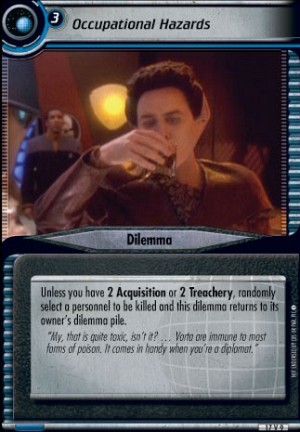 3
Occupational Hazards
Dilemma
Unless you have 2 Acquisition or 2 Treachery, randomly
select a personnel to be killed and this dilemma returns to its
owner's dilemma pile.
"My, that is quite toxic, isn't it? … Vorta are immune to most
forms of poison. It comes in handy when you're a diplomat."
17 V 9